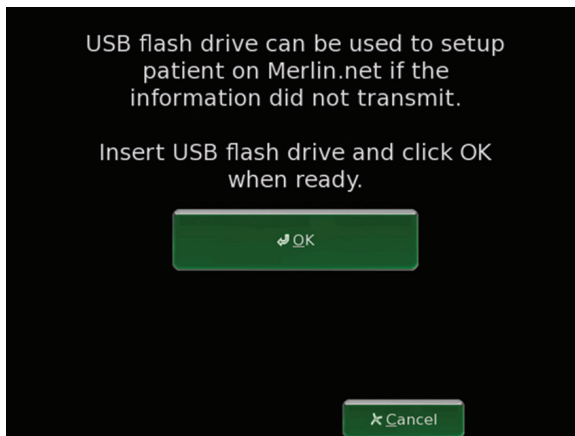 USB flash drive can be used to setup
patient on Merlin.net if the
information did not transmit.
Insert USB flash drive and click OK
when ready.
OK
Cancel